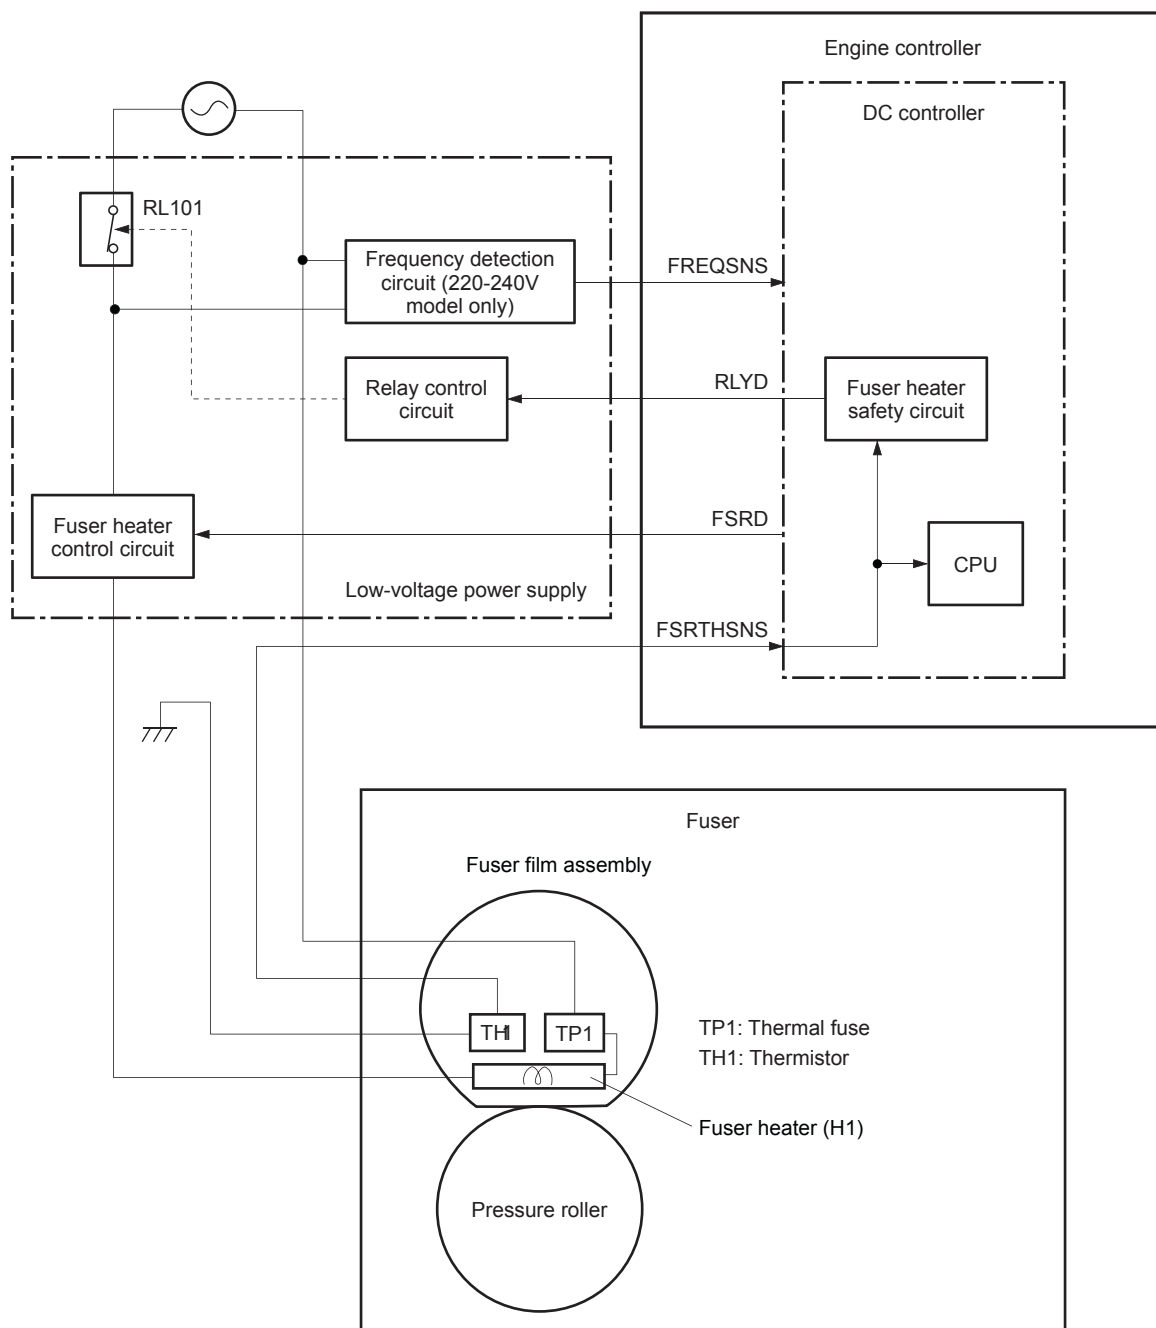 Engine controller
DC controller
RL101
Frequency detection
circuit (220-240V
model only)
FREQSNS
Relay control
circuit
RLYD
Fuser heater
safety circuit
Fuser heater
control circuit
FSRD
CPU
Low-voltage power supply
FSRTHSNS
Fuser
Fuser film assembly
TH1
TP1
TP1: Thermal fuse
TH1: Thermistor
Fuser heater (H1)
Pressure roller